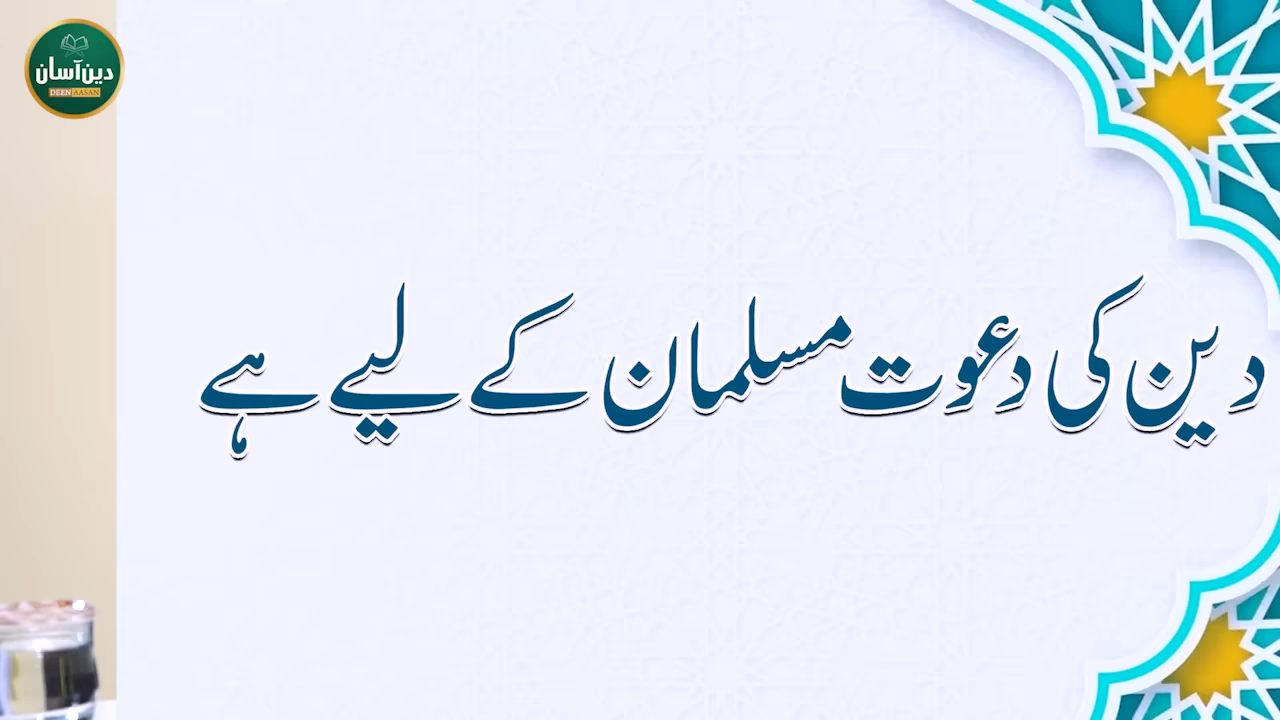 دین آسان
DEEN AASAN
دین کی دعوت مسلمان کے لیے ہے